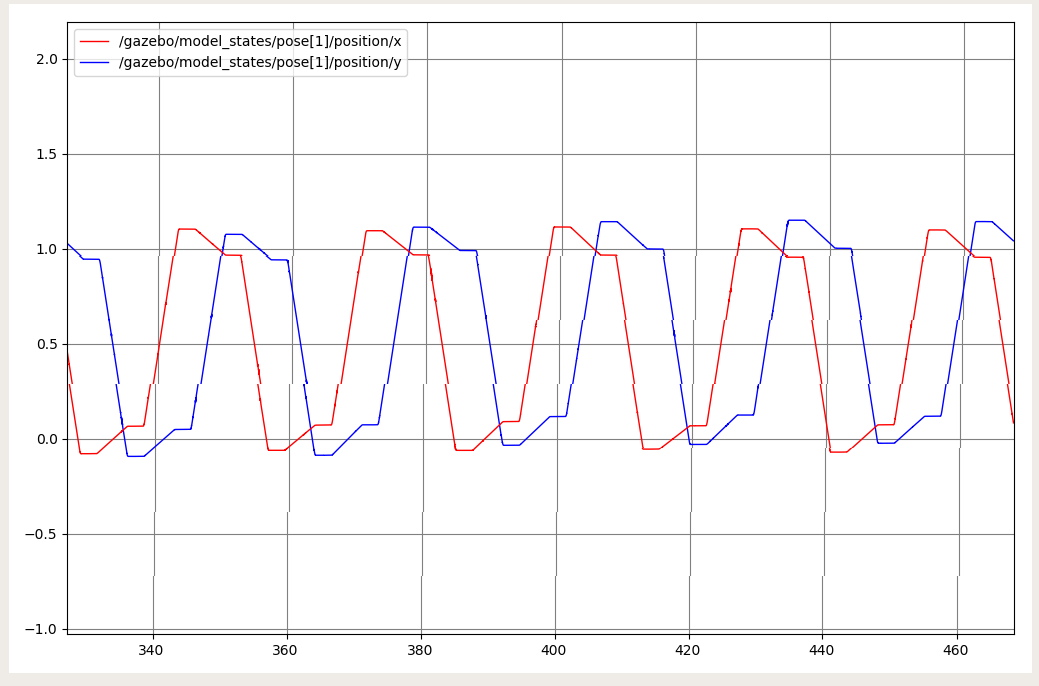 /gazebo/model_states/pose[1]/position/x
/gazebo/model_states/pose[1]/position/y
2.0
1.5
1.0
0.5
0.0
−0.5
−1.0
340 360 380 400 420 440 460